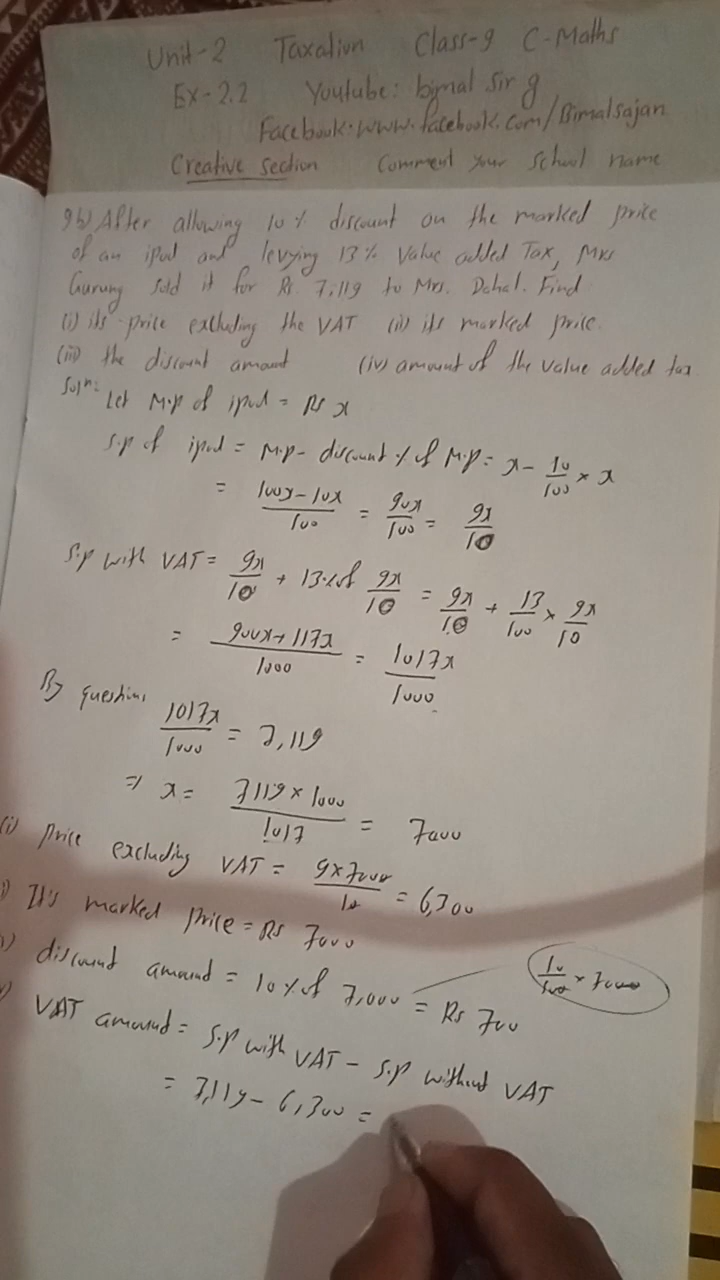 Unit-2 Taxation Class-9 C-Maths
Ex-2.2 Youtube: bimal sir g
Facebook: www.facebook.com/Bimalsajan
Creative section Comment your school name
9b) After allowing 10% discount on the marked price
of an ipod and levying 13% Value added Tax, Mrs
Gurung sold it for Rs 7,119 to Mrs. Dahal. Find
(i) its price excluding the VAT (ii) its marked price.
(iii) the discount amount (iv) amount of the value added tax.
Soln:
Let M.P of ipod = Rs x
S.P of ipod = M.P - discount % of M.P = x - 10/100 × x
= 100x - 10x/100 = 90x/100 = 9x/10
S.P with VAT = 9x/10 + 13% of 9x/10 = 9x/10 + 13/100 × 9x/10
= 900x + 117x/1000 = 1017x/1000
By question,
1017x/1000 = 7,119
⇒ x = 7119 × 1000/1017 = 7000
(i) Price excluding VAT = 9×7000/10 = 6,300
) It's marked price = Rs 7000
) discount amount = 10% of 7,000 = Rs 700
10/100 × 7000
) VAT amount = S.P with VAT - S.P without VAT
= 7,119 - 6,300 =